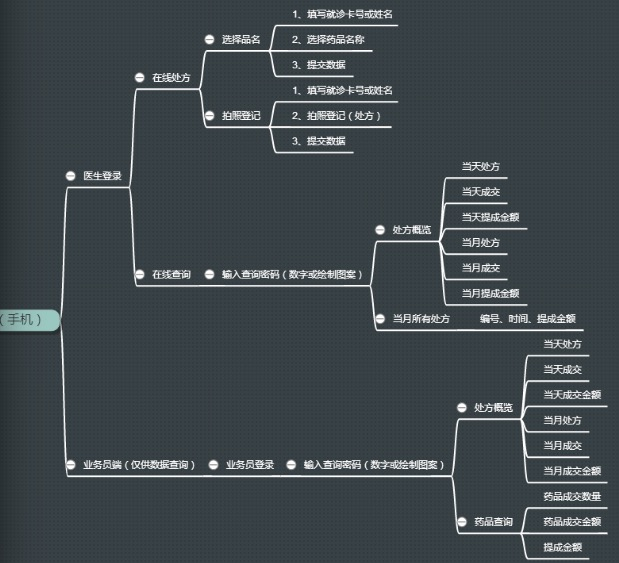 （手机）
医生登录
在线处方
选择品名
1、填写就诊卡号或姓名
2、选择药品名称
3、提交数据
拍照登记
1、填写就诊卡号或姓名
2、拍照登记（处方）
3、提交数据
在线查询
输入查询密码（数字或绘制图案）
处方概览
当天处方
当天成交
当天提成金额
当月处方
当月成交
当月提成金额
当月所有处方
编号、时间、提成金额
业务员端（仅供数据查询）
业务员登录
输入查询密码（数字或绘制图案）
处方概览
当天处方
当天成交
当天成交金额
当月处方
当月成交
当月成交金额
药品查询
药品成交数量
药品成交金额
提成金额